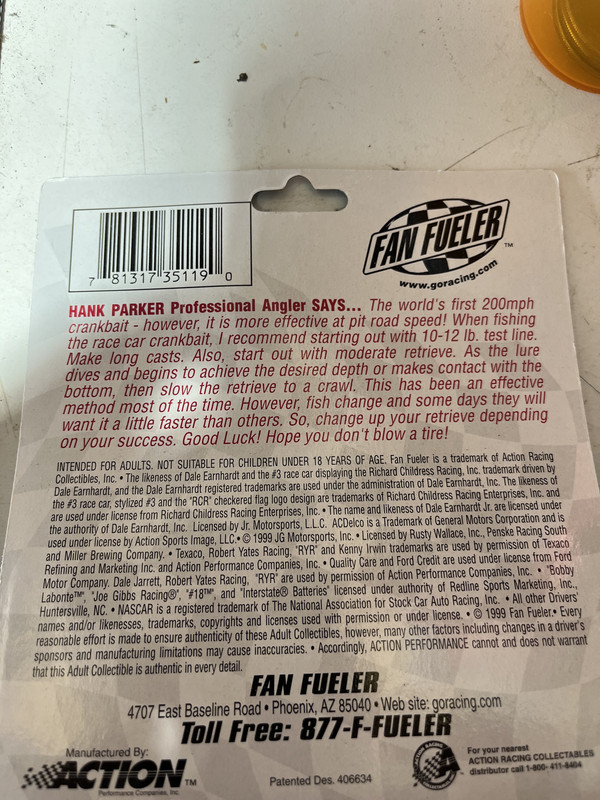 FAN FUELER™
www.goracing.com
7 81317 35119 0
HANK PARKER Professional Angler SAYS... The world's first 200mph
crankbait - however, it is more effective at pit road speed! When fishing
the race car crankbait, I recommend starting out with 10-12 lb. test line.
Make long casts. Also, start out with moderate retrieve. As the lure
dives and begins to achieve the desired depth or makes contact with the
bottom, then slow the retrieve to a crawl. This has been an effective
method most of the time. However, fish change and some days they will
want it a little faster than others. So, change up your retrieve depending
on your success. Good Luck! Hope you don't blow a tire!
INTENDED FOR ADULTS. NOT SUITABLE FOR CHILDREN UNDER 18 YEARS OF AGE. Fan Fueler is a trademark of Action Racing
Collectibles, Inc. • The likeness of Dale Earnhardt and the #3 race car displaying the Richard Childress Racing, Inc. trademark driven by
Dale Earnhardt, and the Dale Earnhardt registered trademarks are used under the administration of Dale Earnhardt, Inc. The likeness of
the #3 race car, stylized #3 and the "RCR" checkered flag logo design are trademarks of Richard Childress Racing Enterprises, Inc. and
are used under license from Richard Childress Racing Enterprises, Inc. • The name and likeness of Dale Earnhardt Jr. are licensed under
the authority of Dale Earnhardt, Inc. Licensed by Jr. Motorsports, L.L.C. ACDelco is a Trademark of General Motors Corporation and is
used under license by Action Sports Image, LLC. • © 1999 JG Motorsports, Inc. • Licensed by Rusty Wallace, Inc., Penske Racing South
and Miller Brewing Company. • Texaco, Robert Yates Racing, "RYR" and Kenny Irwin trademarks are used by permission of Texaco
Refining and Marketing Inc. and Action Performance Companies, Inc. • Quality Care and Ford Credit are used under license from Ford
Motor Company. Dale Jarrett, Robert Yates Racing, "RYR" are used by permission of Action Performance Companies, Inc. • "Bobby
Labonte™", "Joe Gibbs Racing®", "#18™", and "Interstate® Batteries" licensed under authority of Redline Sports Marketing, Inc.,
Huntersville, NC. • NASCAR is a registered trademark of The National Association for Stock Car Auto Racing, Inc. • All other Drivers'
names and/or likenesses, trademarks, copyrights and licenses used with permission or under license. • © 1999 Fan Fueler.• Every
reasonable effort is made to ensure authenticity of these Adult Collectibles, however, many other factors including changes in a driver's
sponsors and manufacturing limitations may cause inaccuracies. • Accordingly, ACTION PERFORMANCE cannot and does not warrant
that this Adult Collectible is authentic in every detail.
FAN FUELER
4707 East Baseline Road • Phoenix, AZ 85040 • Web site: goracing.com
Toll Free: 877-F-FUELER
Manufactured By:
ACTION™
Performance Companies, Inc.
Patented Des. 406634
For your nearest
ACTION RACING COLLECTABLES
distributor call 1-800- 411-8404